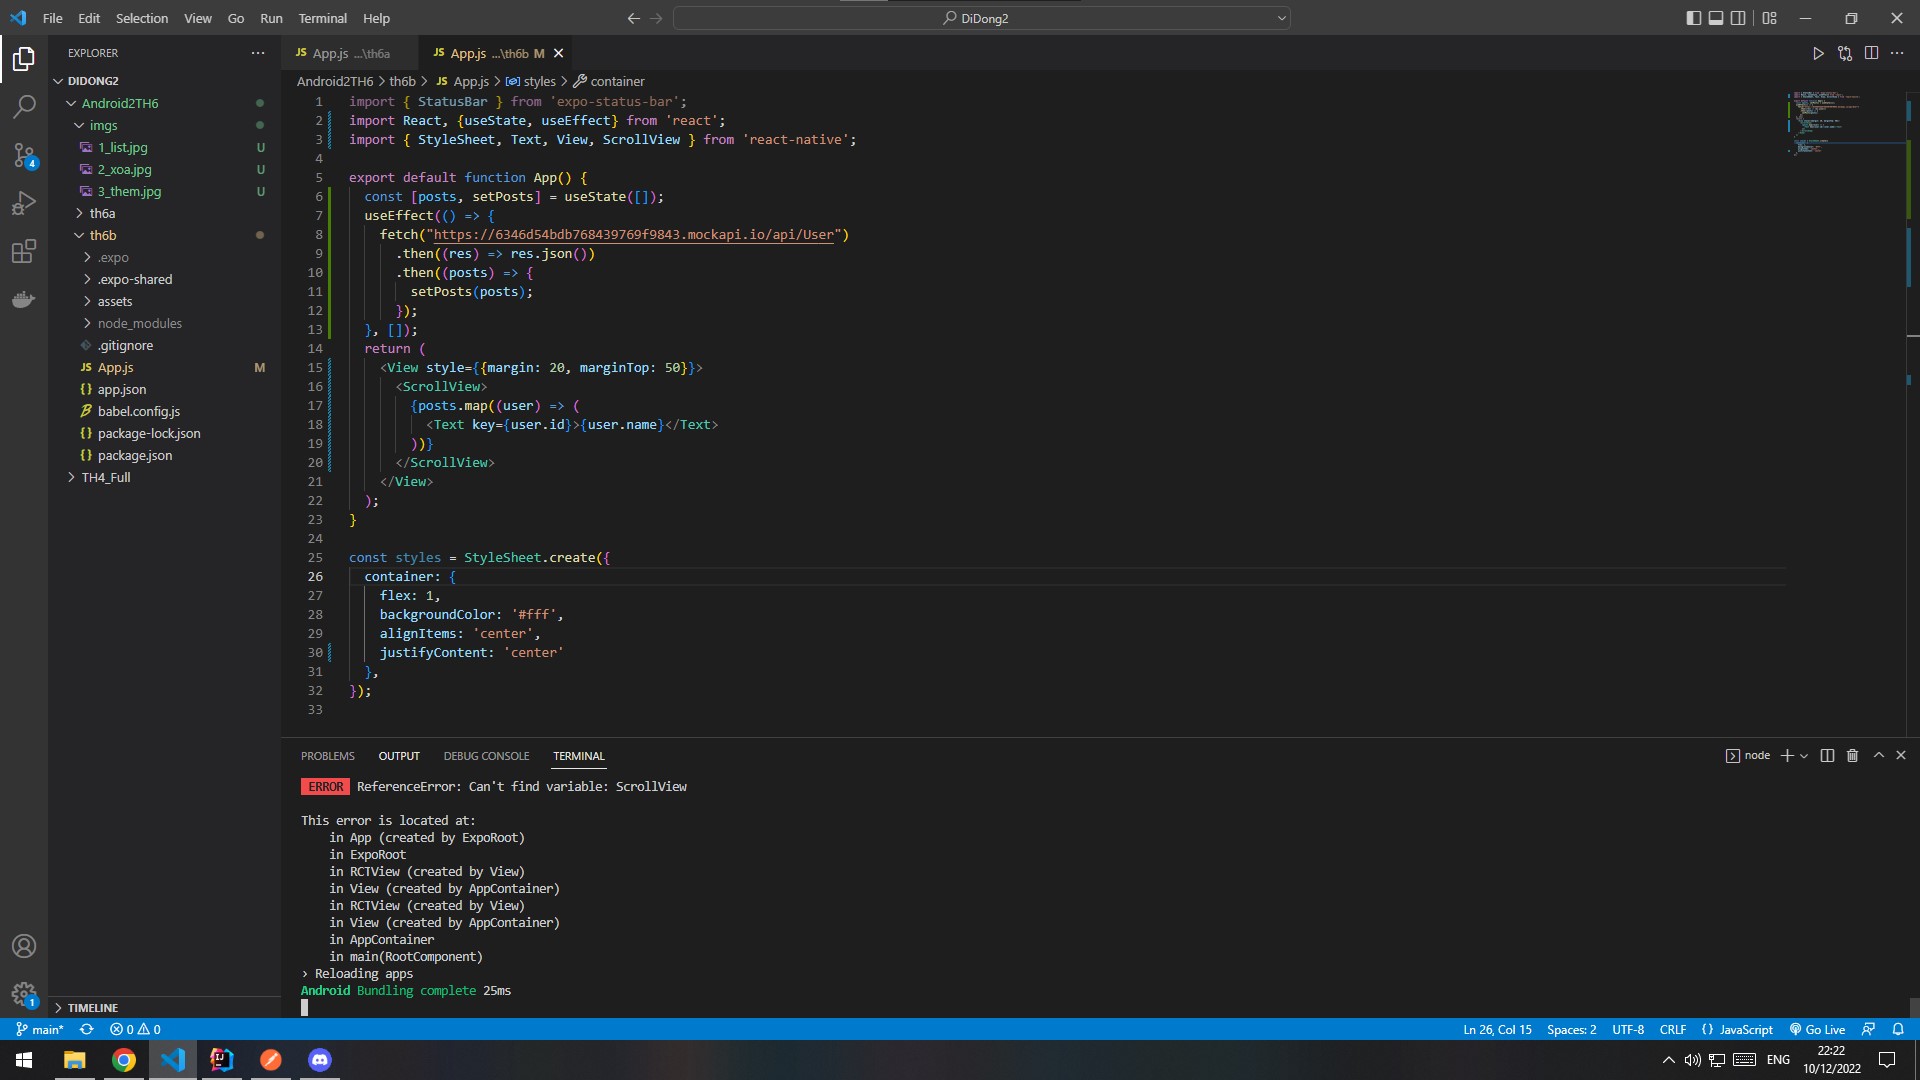 File Edit Selection View Go Run Terminal Help
DiDong2
EXPLORER
DIDONG2
Android2TH6
imgs
1_list.jpg U
2_xoa.jpg U
3_them.jpg U
th6a
th6b
.expo
.expo-shared
assets
node_modules
.gitignore
App.js M
app.json
babel.config.js
package-lock.json
package.json
TH4_Full
TIMELINE
JS App.js ...\th6a JS App.js ...\th6b M
Android2TH6 > th6b > JS App.js > styles > container
1 import { StatusBar } from 'expo-status-bar';
2 import React, {useState, useEffect} from 'react';
3 import { StyleSheet, Text, View, ScrollView } from 'react-native';
4
5 export default function App() {
6 const [posts, setPosts] = useState([]);
7 useEffect(() => {
8 fetch("https://6346d54bdb768439769f9843.mockapi.io/api/User")
9 .then((res) => res.json())
10 .then((posts) => {
11 setPosts(posts);
12 });
13 }, []);
14 return (
15 <View style={{margin: 20, marginTop: 50}}>
16 <ScrollView>
17 {posts.map((user) => (
18 <Text key={user.id}>{user.name}</Text>
19 ))}
20 </ScrollView>
21 </View>
22 );
23 }
24
25 const styles = StyleSheet.create({
26 container: {
27 flex: 1,
28 backgroundColor: '#fff',
29 alignItems: 'center',
30 justifyContent: 'center'
31 },
32 });
33
PROBLEMS OUTPUT DEBUG CONSOLE TERMINAL
node
ERROR ReferenceError: Can't find variable: ScrollView
This error is located at:
in App (created by ExpoRoot)
in ExpoRoot
in RCTView (created by View)
in View (created by AppContainer)
in RCTView (created by View)
in View (created by AppContainer)
in AppContainer
in main(RootComponent)
› Reloading apps
Android Bundling complete 25ms
main* 0 0
Ln 26, Col 15 Spaces: 2 UTF-8 CRLF {} JavaScript Go Live
ENG
22:22
10/12/2022